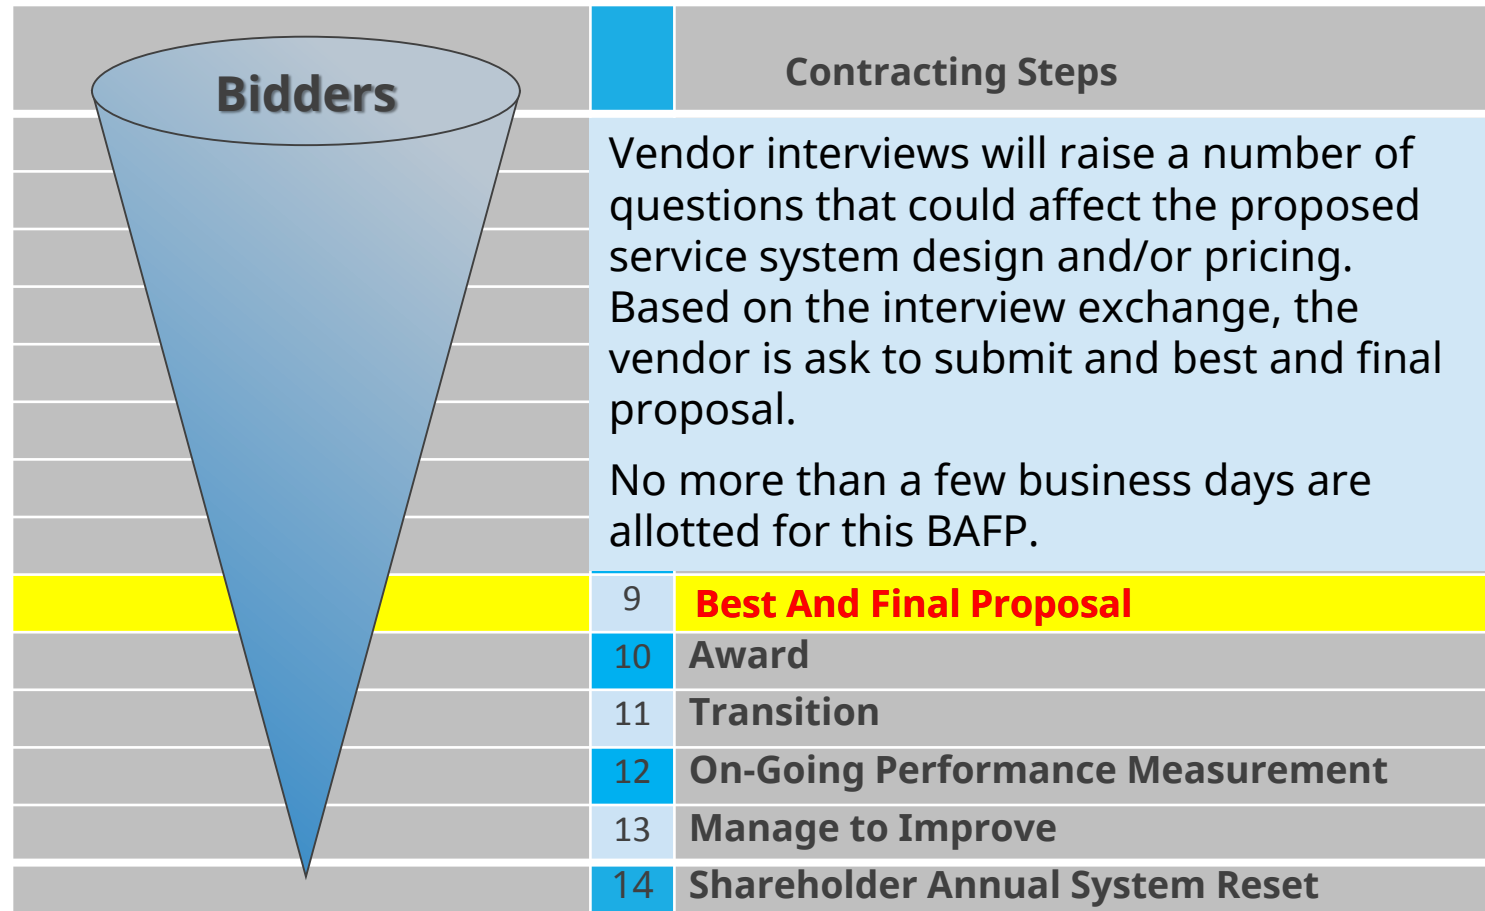 Bidders
Contracting Steps
Vendor interviews will raise a number of
questions that could affect the proposed
service system design and/or pricing.
Based on the interview exchange, the
vendor is ask to submit and best and final
proposal.
No more than a few business days are
allotted for this BAFP.
9 Best And Final Proposal
10 Award
11 Transition
12 On-Going Performance Measurement
13 Manage to Improve
14 Shareholder Annual System Reset